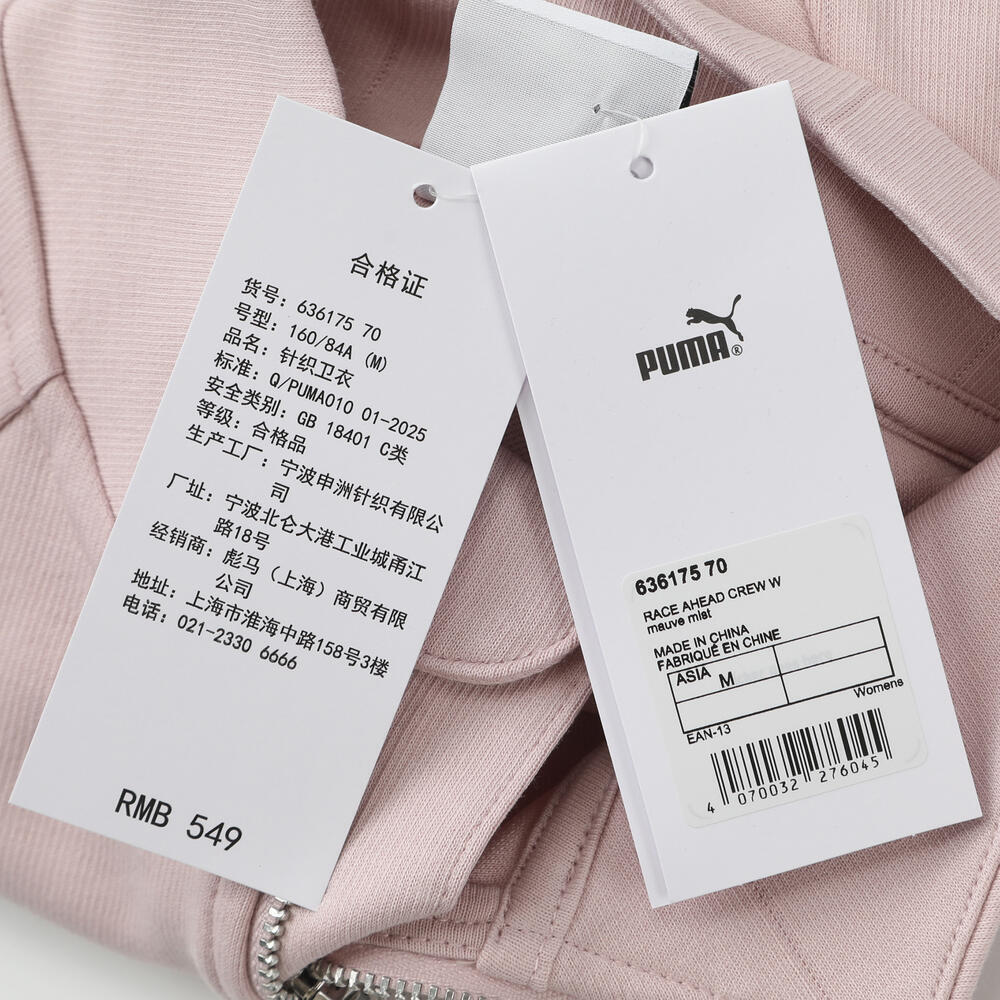 合格证
货号: 636175 70
号型: 160/84A (M)
品名: 针织卫衣
标准: Q/PUMA010 01-2025
安全类别: GB 18401 C类
等级: 合格品
生产工厂: 宁波申洲针织有限公
司
厂址: 宁波北仑大港工业城甬江
路18号
经销商: 彪马（上海）商贸有限
公司
地址: 上海市淮海中路158号3楼
电话: 021-2330 6666
RMB 549
PUMA®
636175 70
RACE AHEAD CREW W
mauve mist
MADE IN CHINA
FABRIQUÉ EN CHINE
ASIA M
Womens
EAN-13
4 070032 276045